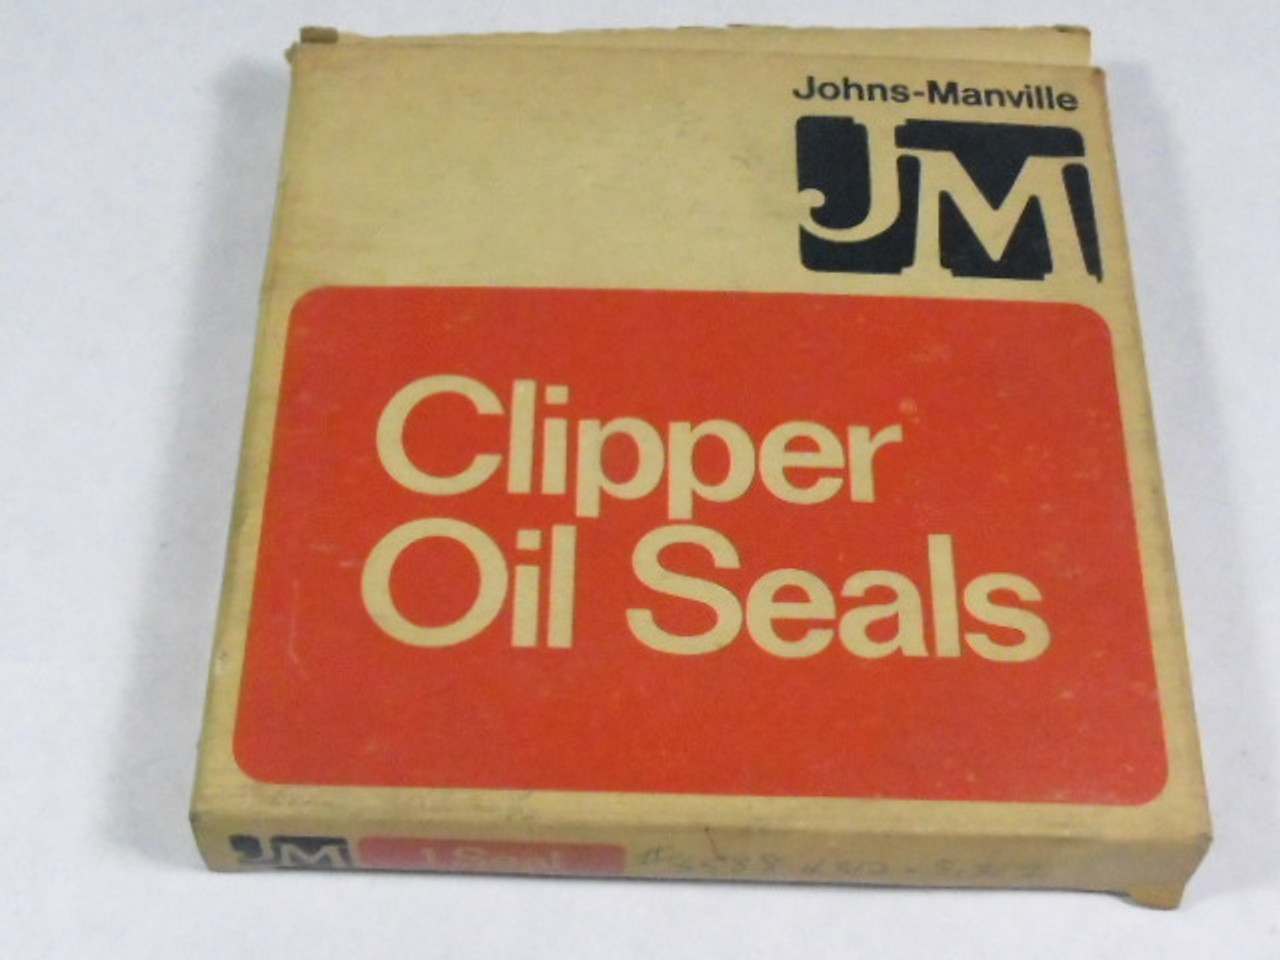 Johns-Manville
JM
Clipper
Oil Seals
JM
1 Seal